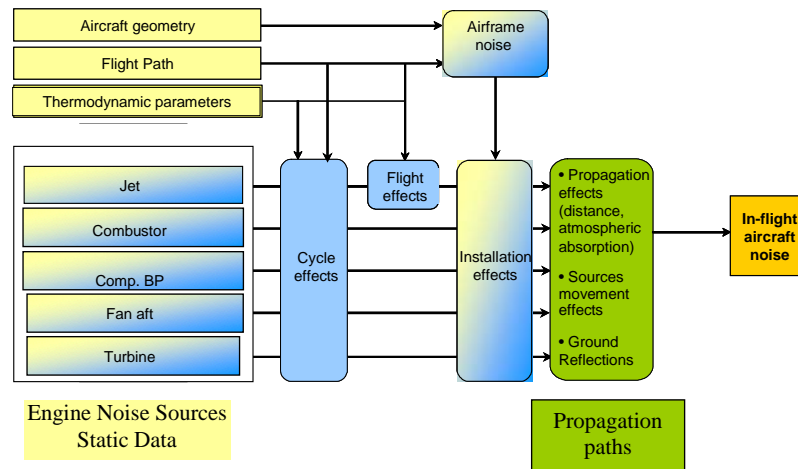 Aircraft geometry
Flight Path
Thermodynamic parameters
Airframe
noise
Jet
Combustor
Comp. BP
Fan aft
Turbine
Cycle
effects
Flight
effects
Installation
effects
• Propagation
effects
(distance,
atmospheric
absorption)
• Sources
movement
effects
• Ground
Reflections
In-flight
aircraft
noise
Engine Noise Sources
Static Data
Propagation
paths